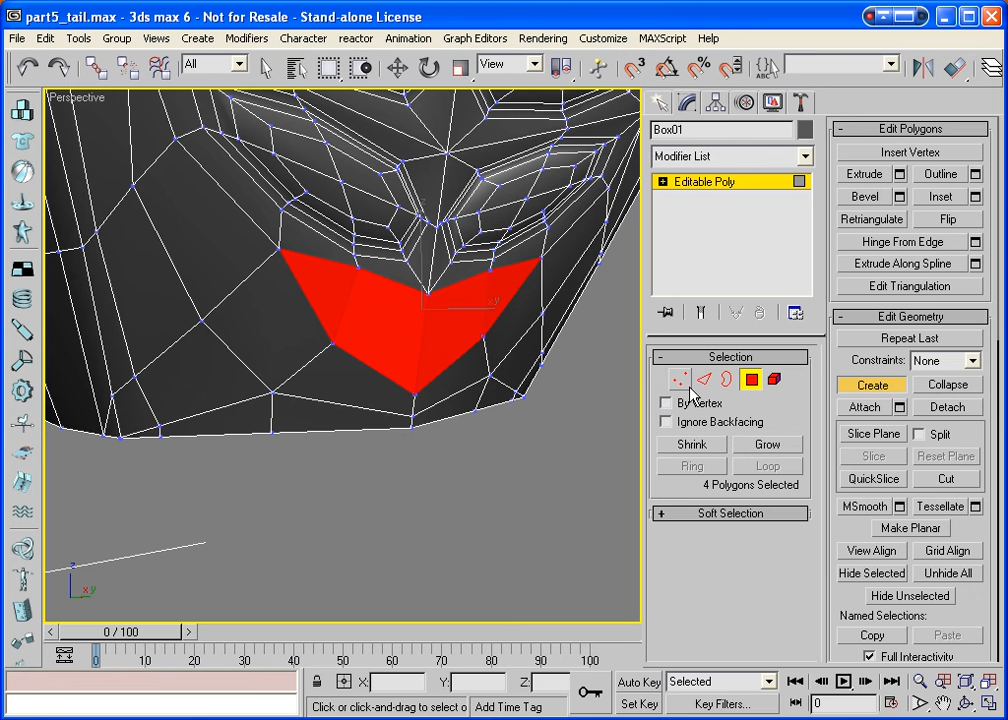 part5_tail.max - 3ds max 6 - Not for Resale - Stand-alone License
File Edit Tools Group Views Create Modifiers Character reactor Animation Graph Editors Rendering Customize MAXScript Help
All View
Perspective
z
xy
z
xy
Box01
Modifier List
Editable Poly
Selection
By Vertex
Ignore Backfacing
Shrink Grow
Ring Loop
4 Polygons Selected
Soft Selection
Edit Polygons
Insert Vertex
Extrude Outline
Bevel Inset
Retriangulate Flip
Hinge From Edge
Extrude Along Spline
Edit Triangulation
Edit Geometry
Repeat Last
Constraints: None
Create Collapse
Attach Detach
Slice Plane Split
Slice Reset Plane
QuickSlice Cut
MSmooth Tessellate
Make Planar
View Align Grid Align
Hide Selected Unhide All
Hide Unselected
Named Selections:
Copy Paste
Full Interactivity
0 / 100
0 10 20 30 40 50 60 70 80 90 100
X: Y: Z:
Auto Key Selected
Click or click-and-drag to select o Add Time Tag
Set Key Key Filters... 0